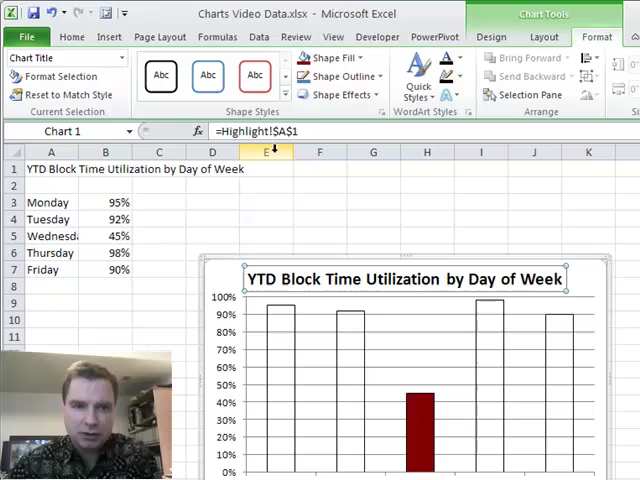 Charts Video Data.xlsx - Microsoft Excel
Chart Tools
File Home Insert Formulas Data Review View Developer PowerPivot Design Layout Format
Chart Title
Format Selection
Reset to Match Style
Current Selection
Abc Abc Abc
Shape Fill
Shape Outline
Shape Effects
Shape Styles
Quick Styles
WordArt Styles
Bring Forward
Send Backward
Selection Pane
Arrange
Chart 1 fx =Highlight!$A$1
A B C D E F G H I J K
1 YTD Block Time Utilization by Day of Week
2
3 Monday 95%
4 Tuesday 92%
5 Wednesda 45%
6 Thursday 98%
7 Friday 90%
8
9
10
11
YTD Block Time Utilization by Day of Week
100%
90%
80%
70%
60%
50%
40%
30%
20%
10%
0%